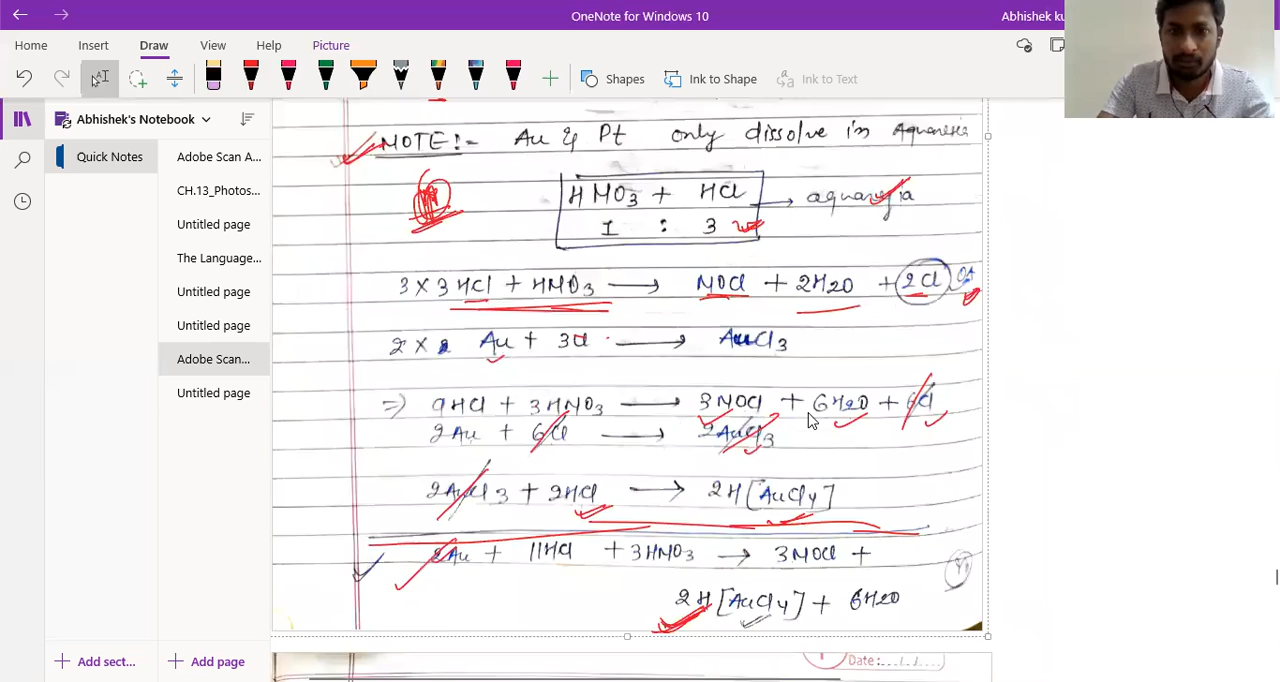 OneNote for Windows 10
Abhishek ku
Home Insert Draw View Help Picture
Shapes Ink to Shape Ink to Text
Abhishek's Notebook
Quick Notes
Adobe Scan A...
CH.13_Photos...
Untitled page
The Language...
Untitled page
Untitled page
Adobe Scan...
Untitled page
Add sect...
Add page
NOTE:- Au & Pt only dissolve in Aquaregia
HNO3 + HCl → aquaregia
1 : 3
3 × 3HCl + HNO3 → NOCl + 2H2O + 2Cl OA
2 × Au + 3Cl → AuCl3
⇒ 9HCl + 3HNO3 → 3NOCl + 6H2O + 6Cl
2Au + 6Cl → 2AuCl3
2AuCl3 + 2HCl → 2H[AuCl4]
2Au + 11HCl + 3HNO3 → 3NOCl +
2H[AuCl4] + 6H2O
Date:../../